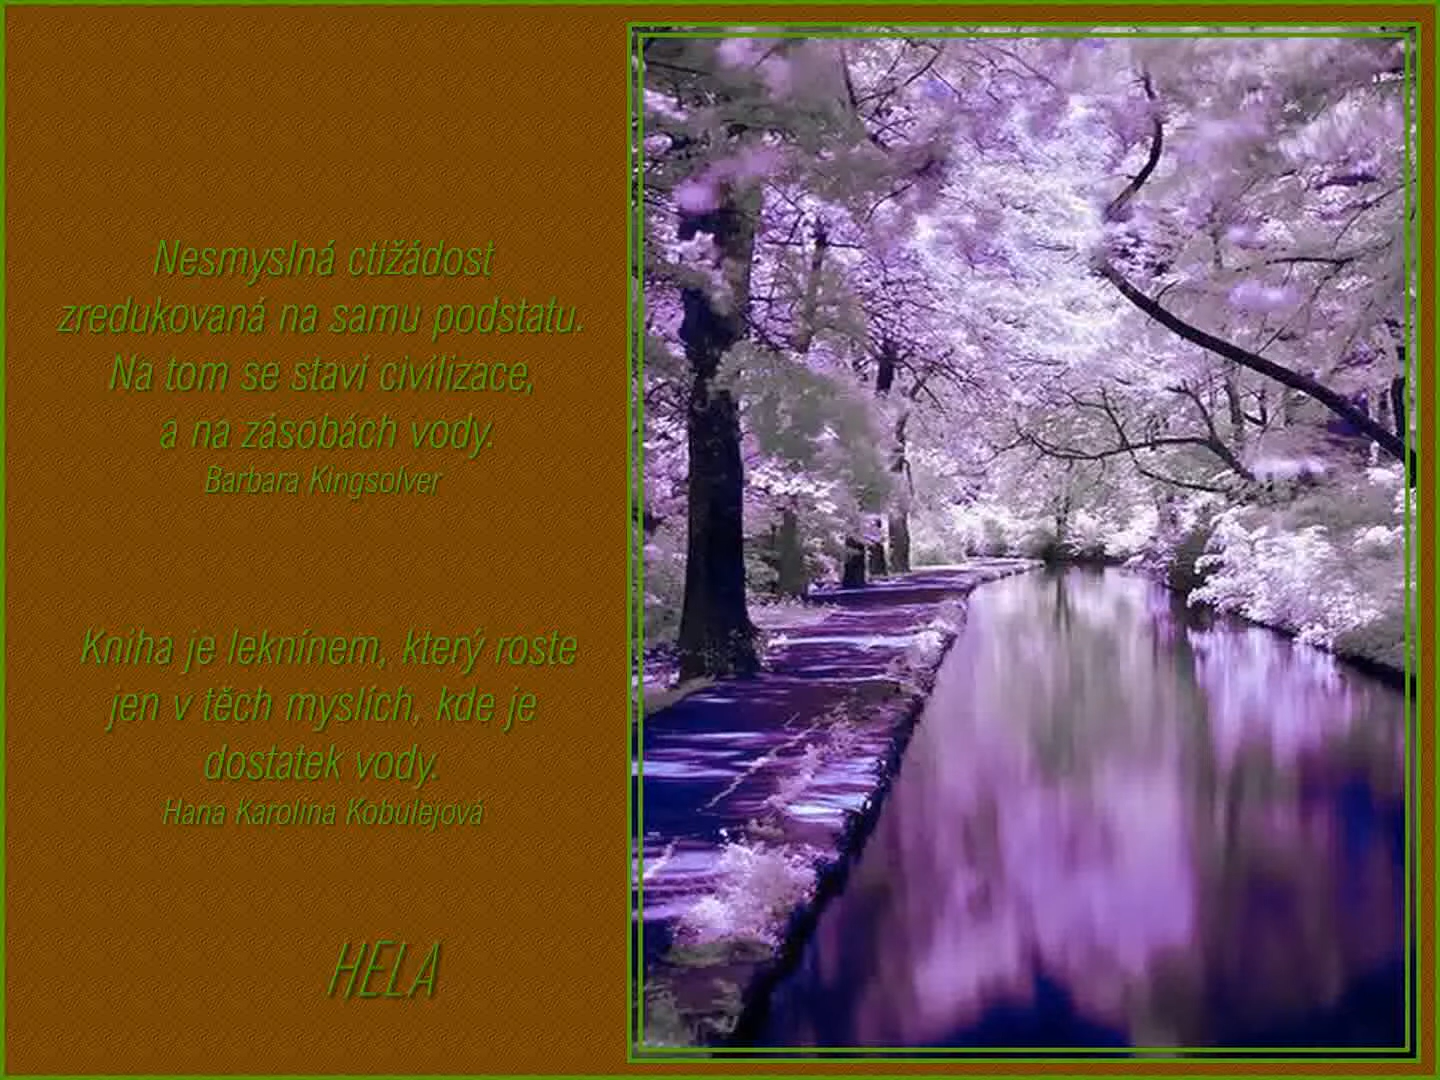 Nesmyslná ctižádost
zredukovaná na samu podstatu.
Na tom se staví civilizace,
a na zásobách vody.
Barbara Kingsolver
Kniha je leknínem, který roste
jen v těch myslích, kde je
dostatek vody.
Hana Karolina Kobulejová
HELA